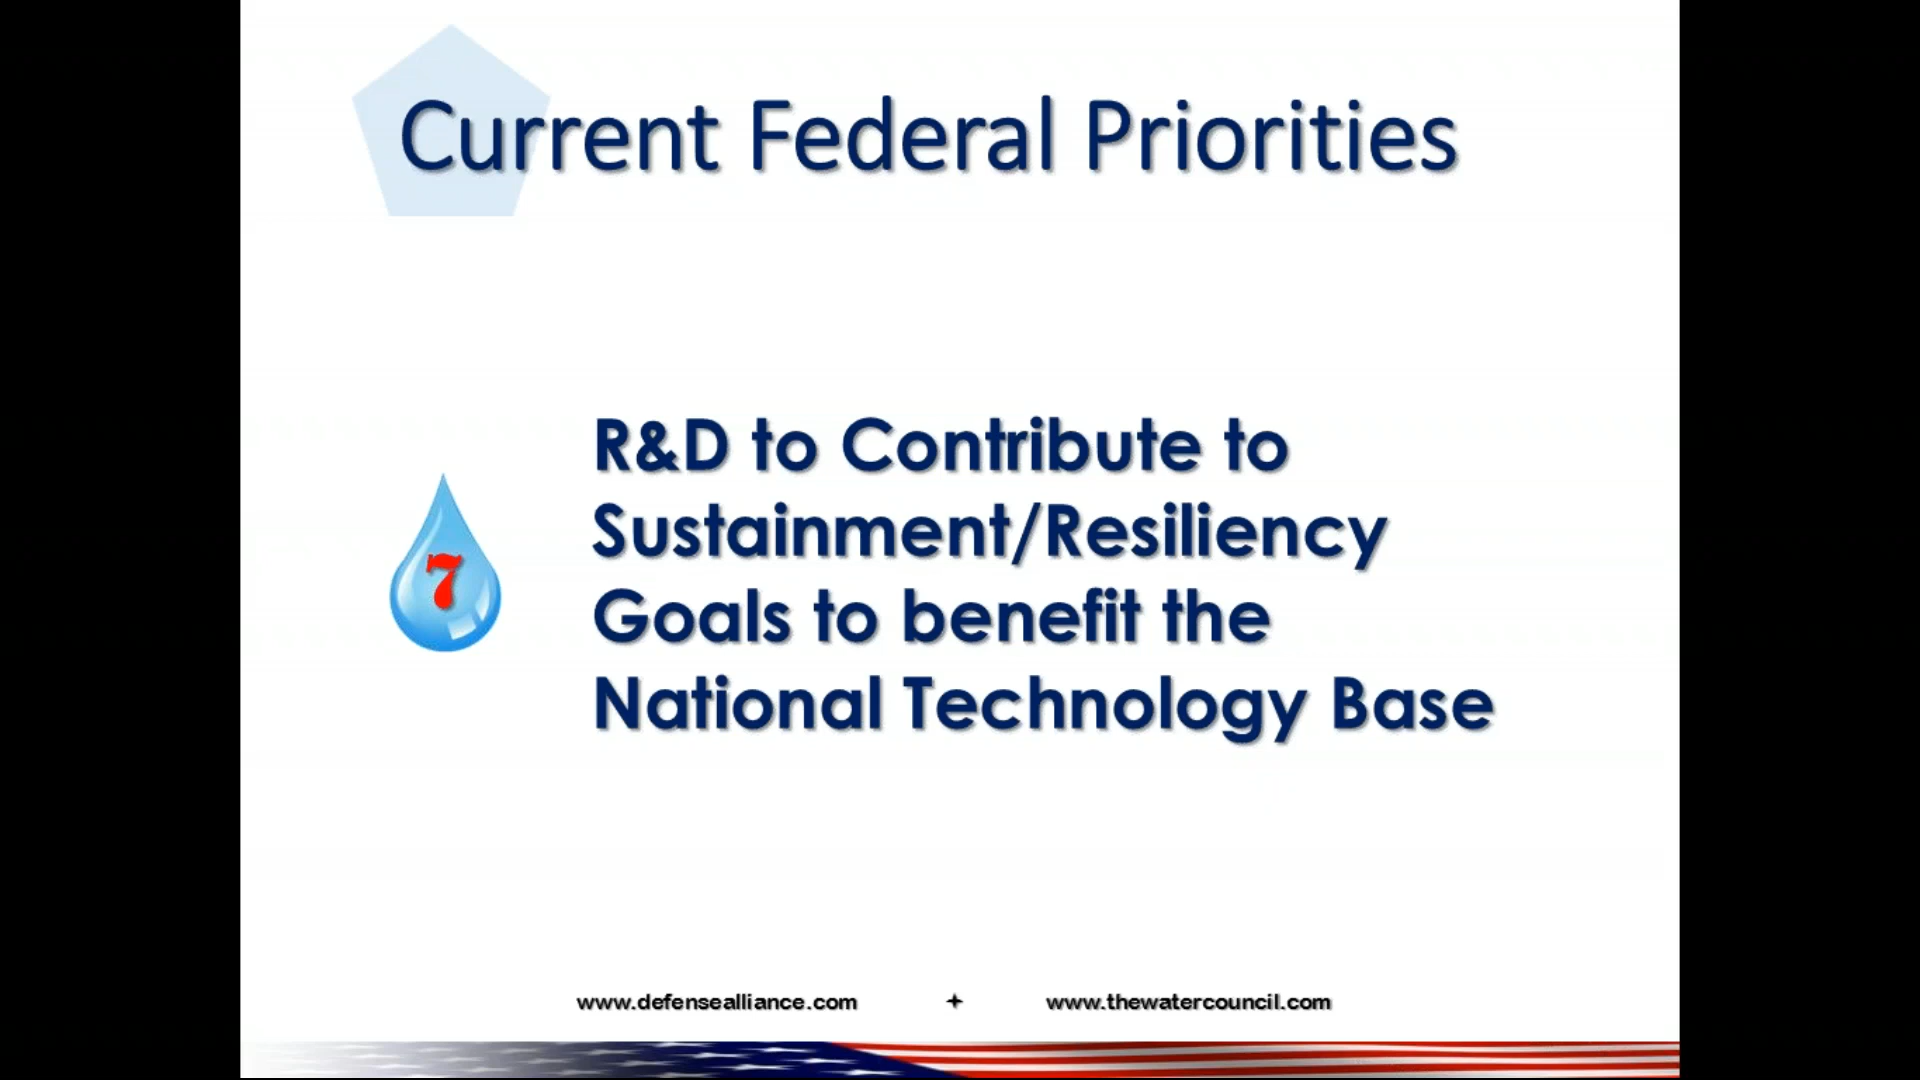 Current Federal Priorities
7
R&D to Contribute to
Sustainment/Resiliency
Goals to benefit the
National Technology Base
www.defensealliance.com + www.thewatercouncil.com